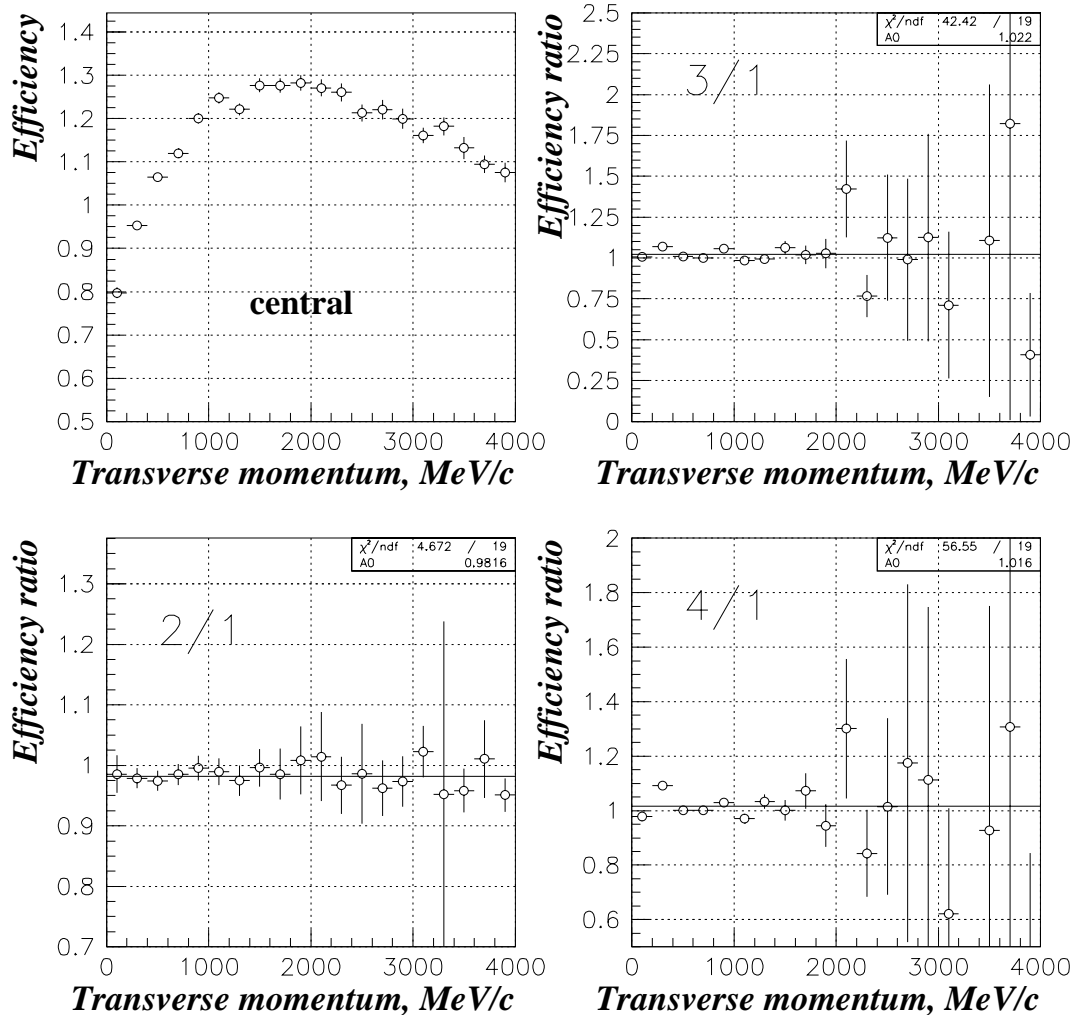 Efficiency
1.4
1.3
1.2
1.1
1
0.9
0.8
0.7
0.6
0.5
central
0 1000 2000 3000 4000
Transverse momentum, MeV/c
Efficiency ratio
χ²/ndf 42.42 / 19
A0 1.022
3/1
2.5
2.25
2
1.75
1.5
1.25
1
0.75
0.5
0.25
0
0 1000 2000 3000 4000
Transverse momentum, MeV/c
Efficiency ratio
χ²/ndf 4.672 / 19
A0 0.9816
2/1
1.3
1.2
1.1
1
0.9
0.8
0.7
0 1000 2000 3000 4000
Transverse momentum, MeV/c
Efficiency ratio
χ²/ndf 56.55 / 19
A0 1.016
4/1
2
1.8
1.6
1.4
1.2
1
0.8
0.6
0 1000 2000 3000 4000
Transverse momentum, MeV/c